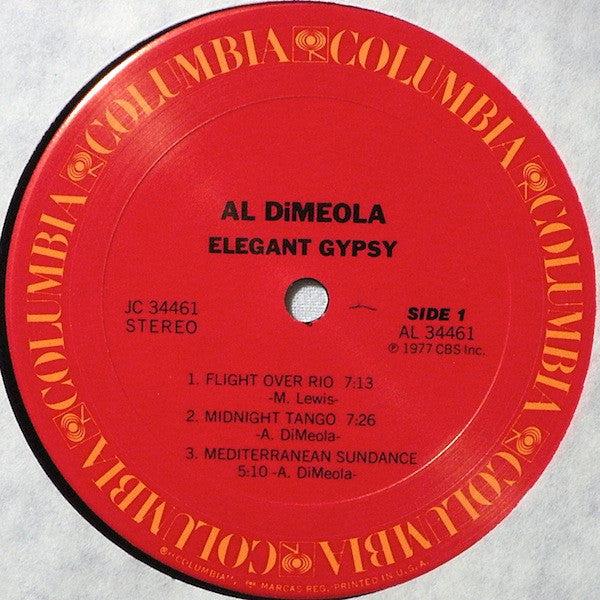 COLUMBIA COLUMBIA COLUMBIA COLUMBIA COLUMBIA COLUMBIA
AL DiMEOLA
ELEGANT GYPSY
JC 34461
STEREO
SIDE 1
AL 34461
℗ 1977 CBS Inc.
1. FLIGHT OVER RIO 7:13
-M. Lewis-
2. MIDNIGHT TANGO 7:26
-A. DiMeola-
3. MEDITERRANEAN SUNDANCE
5:10 -A. DiMeola-
®"COLUMBIA", MARCAS REG. PRINTED IN U.S.A.